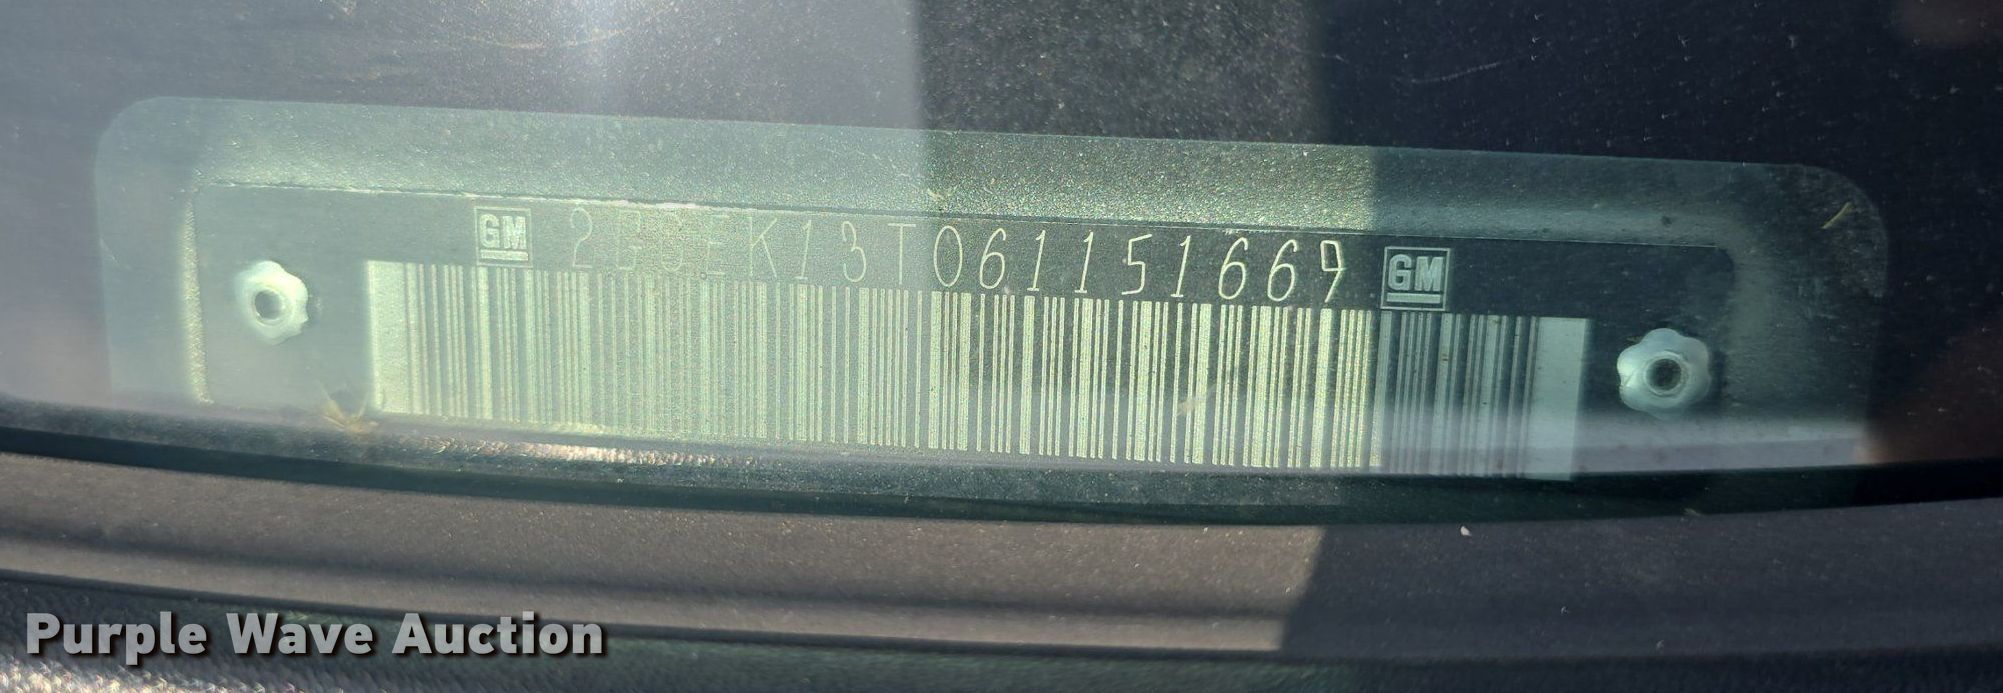 GM 2GCEK13T061151669 GM
Purple Wave Auction